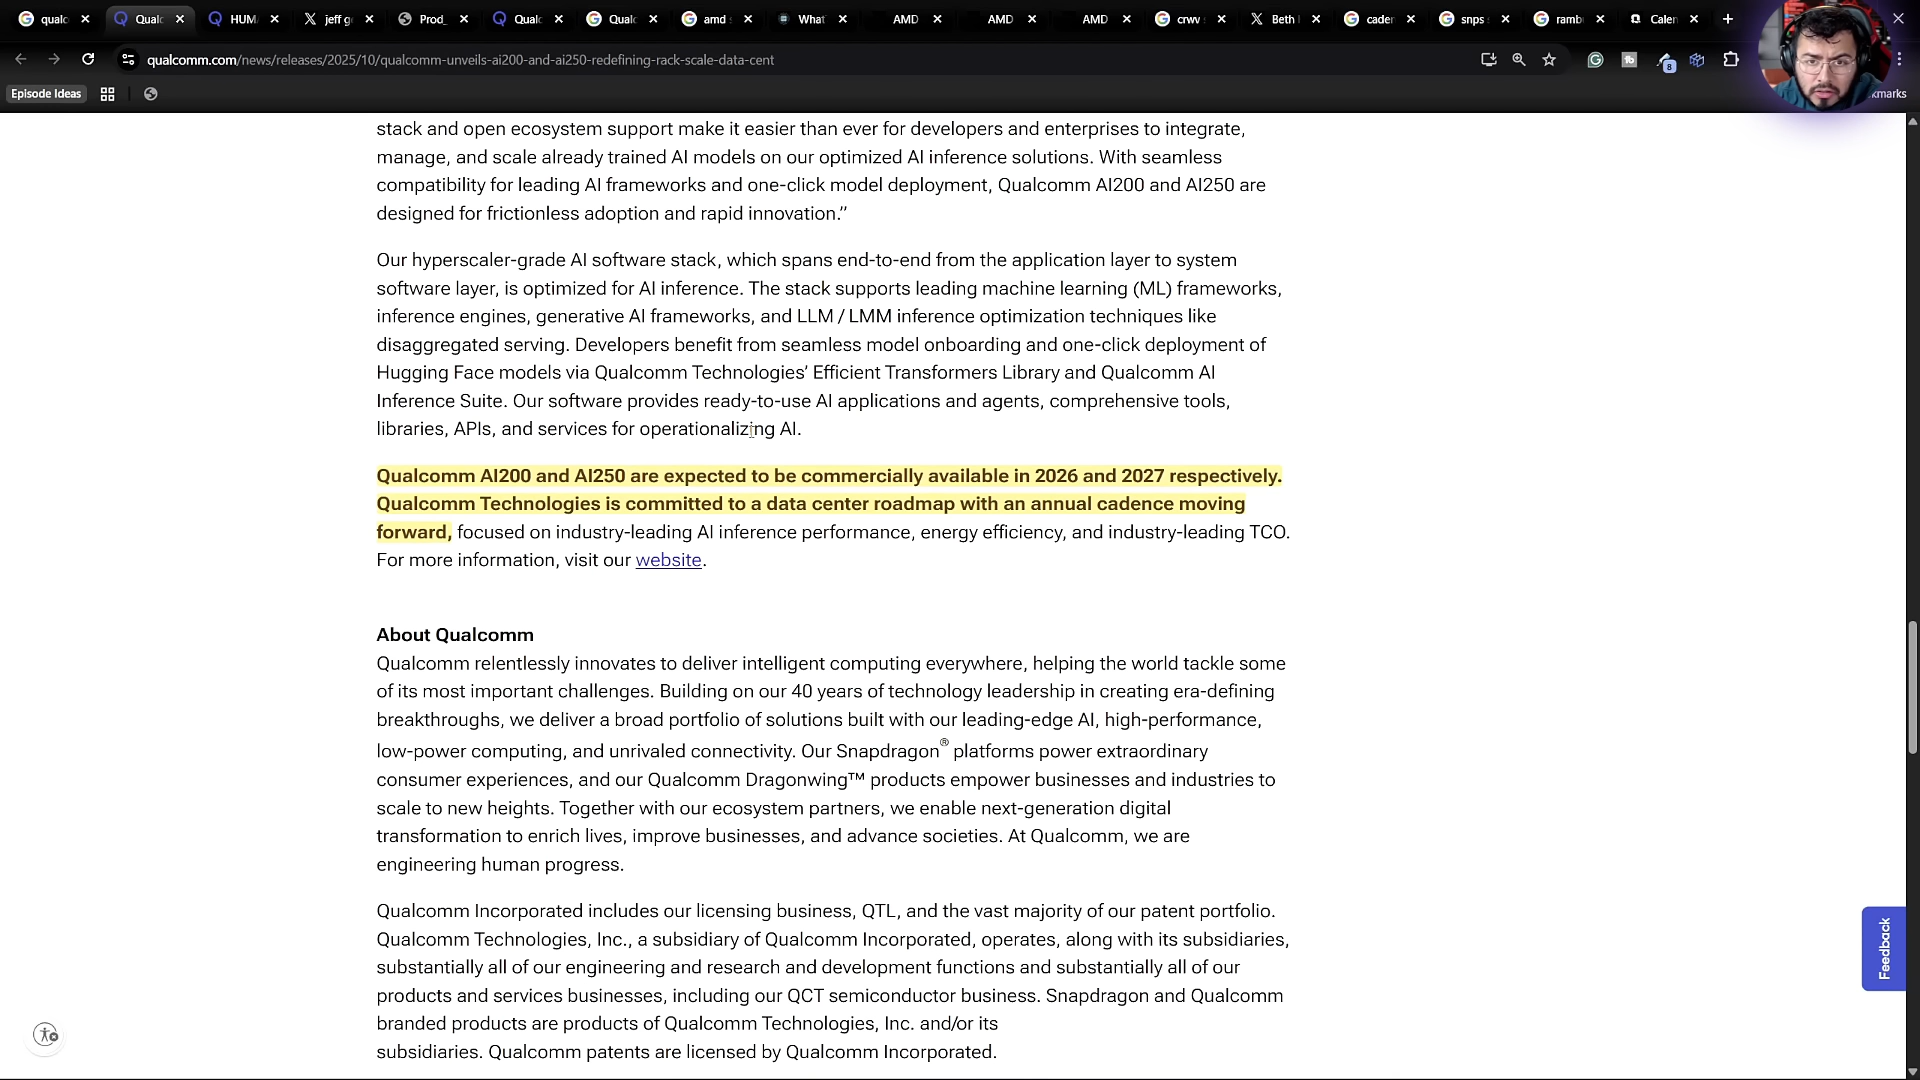 qualc
Qualc
HUM
jeff g
Prod_
Qualc
Qualc
amd s
What'
AMD
AMD
AMD
crwv
Beth
caden
snps
ramb
Calen
qualcomm.com/news/releases/2025/10/qualcomm-unveils-ai200-and-ai250-redefining-rack-scale-data-cent
8
Episode Ideas
stack and open ecosystem support make it easier than ever for developers and enterprises to integrate,
manage, and scale already trained AI models on our optimized AI inference solutions. With seamless
compatibility for leading AI frameworks and one-click model deployment, Qualcomm AI200 and AI250 are
designed for frictionless adoption and rapid innovation.”
Our hyperscaler-grade AI software stack, which spans end-to-end from the application layer to system
software layer, is optimized for AI inference. The stack supports leading machine learning (ML) frameworks,
inference engines, generative AI frameworks, and LLM / LMM inference optimization techniques like
disaggregated serving. Developers benefit from seamless model onboarding and one-click deployment of
Hugging Face models via Qualcomm Technologies’ Efficient Transformers Library and Qualcomm AI
Inference Suite. Our software provides ready-to-use AI applications and agents, comprehensive tools,
libraries, APIs, and services for operationalizing AI.
Qualcomm AI200 and AI250 are expected to be commercially available in 2026 and 2027 respectively.
Qualcomm Technologies is committed to a data center roadmap with an annual cadence moving
forward, focused on industry-leading AI inference performance, energy efficiency, and industry-leading TCO.
For more information, visit our website.
About Qualcomm
Qualcomm relentlessly innovates to deliver intelligent computing everywhere, helping the world tackle some
of its most important challenges. Building on our 40 years of technology leadership in creating era-defining
breakthroughs, we deliver a broad portfolio of solutions built with our leading-edge AI, high-performance,
low-power computing, and unrivaled connectivity. Our Snapdragon® platforms power extraordinary
consumer experiences, and our Qualcomm Dragonwing™ products empower businesses and industries to
scale to new heights. Together with our ecosystem partners, we enable next-generation digital
transformation to enrich lives, improve businesses, and advance societies. At Qualcomm, we are
engineering human progress.
Qualcomm Incorporated includes our licensing business, QTL, and the vast majority of our patent portfolio.
Qualcomm Technologies, Inc., a subsidiary of Qualcomm Incorporated, operates, along with its subsidiaries,
substantially all of our engineering and research and development functions and substantially all of our
products and services businesses, including our QCT semiconductor business. Snapdragon and Qualcomm
branded products are products of Qualcomm Technologies, Inc. and/or its
subsidiaries. Qualcomm patents are licensed by Qualcomm Incorporated.
Feedback